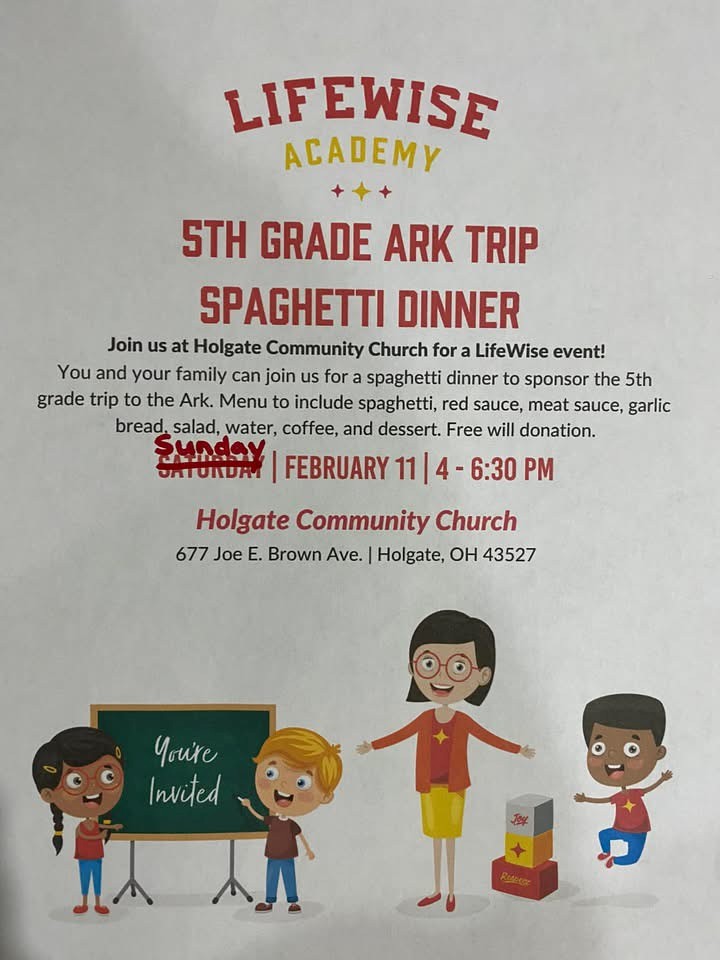 LIFEWISE
ACADEMY
5TH GRADE ARK TRIP
SPAGHETTI DINNER
Join us at Holgate Community Church for a LifeWise event!
You and your family can join us for a spaghetti dinner to sponsor the 5th
grade trip to the Ark. Menu to include spaghetti, red sauce, meat sauce, garlic
bread, salad, water, coffee, and dessert. Free will donation.
Sunday
SATURDAY | FEBRUARY 11 | 4 - 6:30 PM
Holgate Community Church
677 Joe E. Brown Ave. | Holgate, OH 43527
You're
Invited
Joy
Respect